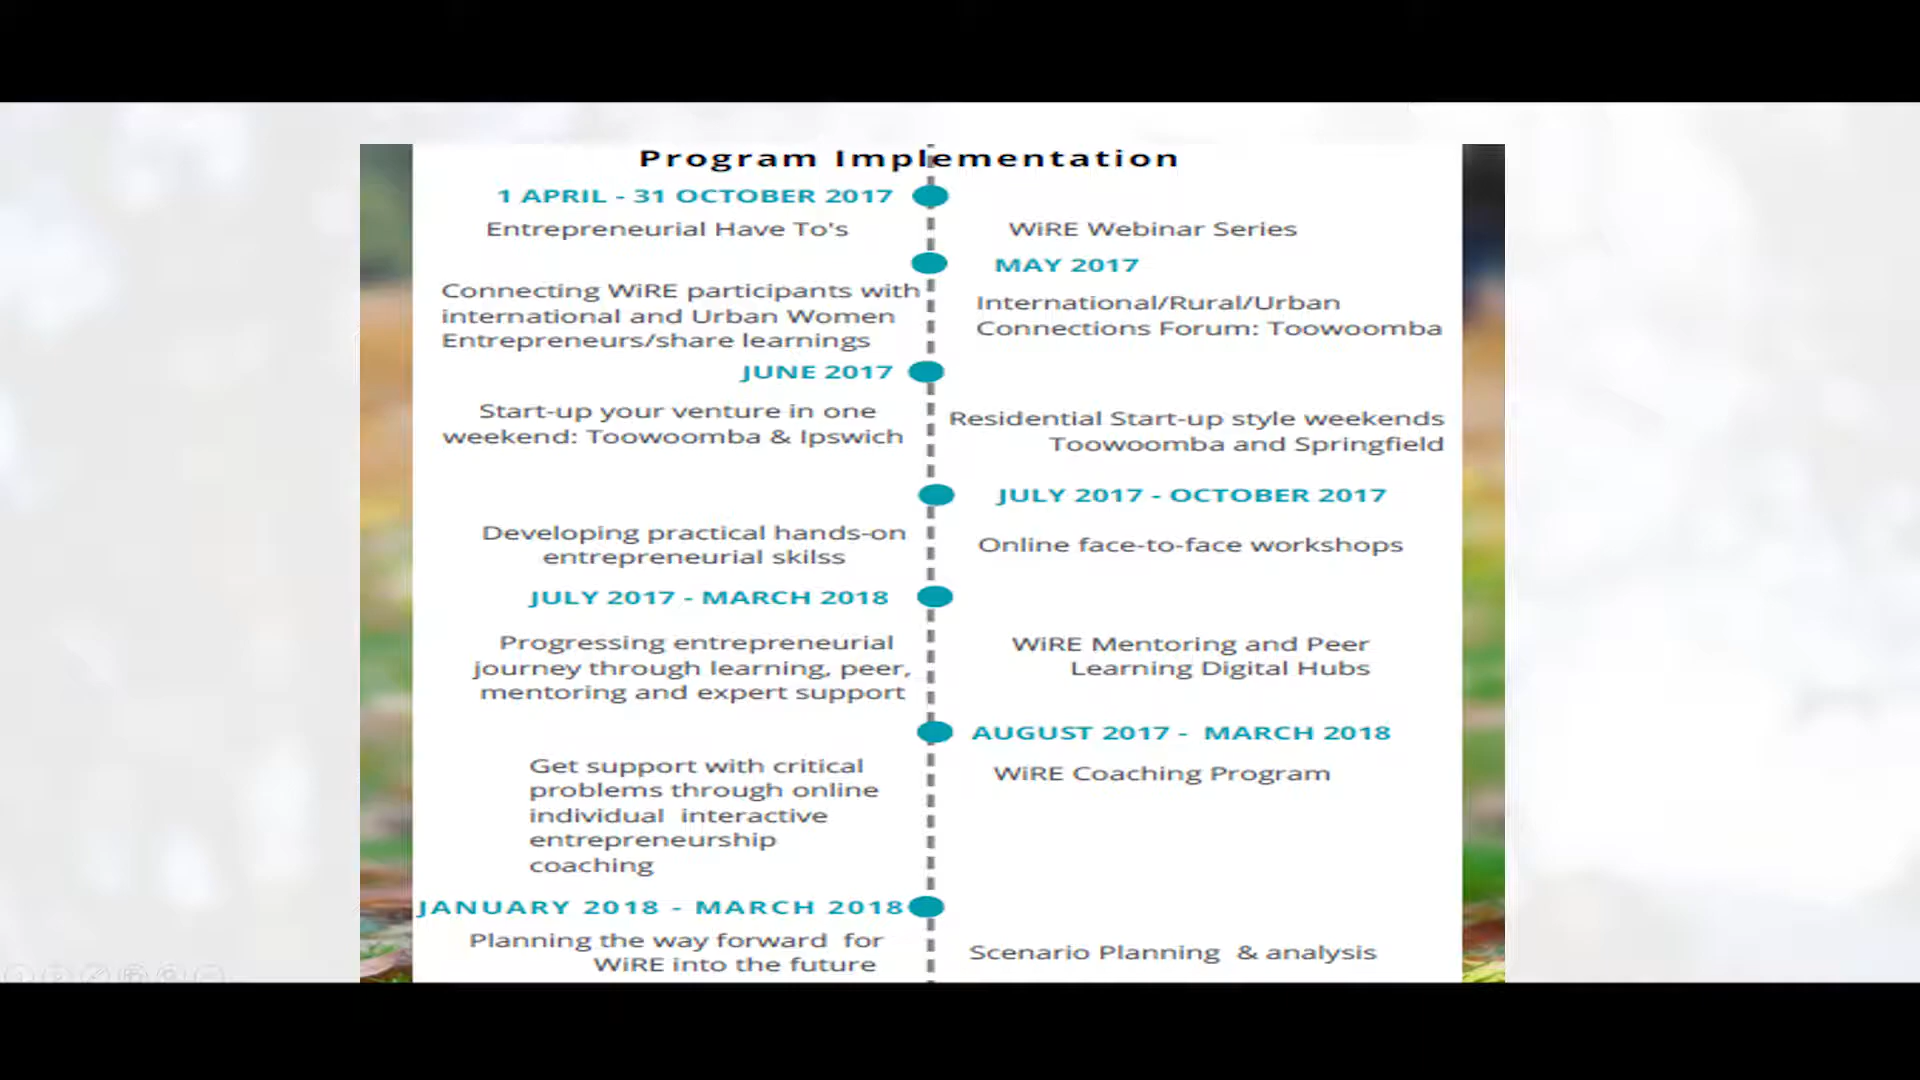 Program Implementation
1 APRIL - 31 OCTOBER 2017
Entrepreneurial Have To's
WiRE Webinar Series
MAY 2017
Connecting WiRE participants with
international and Urban Women
Entrepreneurs/share learnings
International/Rural/Urban
Connections Forum: Toowoomba
JUNE 2017
Start-up your venture in one
weekend: Toowoomba & Ipswich
Residential Start-up style weekends
Toowoomba and Springfield
JULY 2017 - OCTOBER 2017
Developing practical hands-on
entrepreneurial skilss
Online face-to-face workshops
JULY 2017 - MARCH 2018
Progressing entrepreneurial
journey through learning, peer,
mentoring and expert support
WiRE Mentoring and Peer
Learning Digital Hubs
AUGUST 2017 - MARCH 2018
Get support with critical
problems through online
individual interactive
entrepreneurship
coaching
WiRE Coaching Program
JANUARY 2018 - MARCH 2018
Planning the way forward for
WiRE into the future
Scenario Planning & analysis